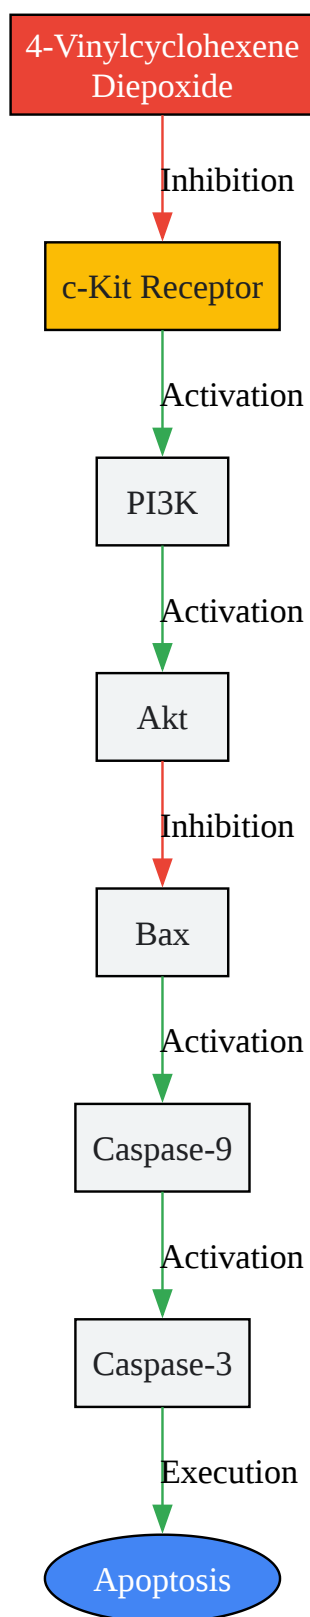 4-Vinylcyclohexene
Diepoxide
Inhibition
c-Kit Receptor
Activation
PI3K
Activation
Akt
Inhibition
Bax
Activation
Caspase-9
Activation
Caspase-3
Execution
Apoptosis